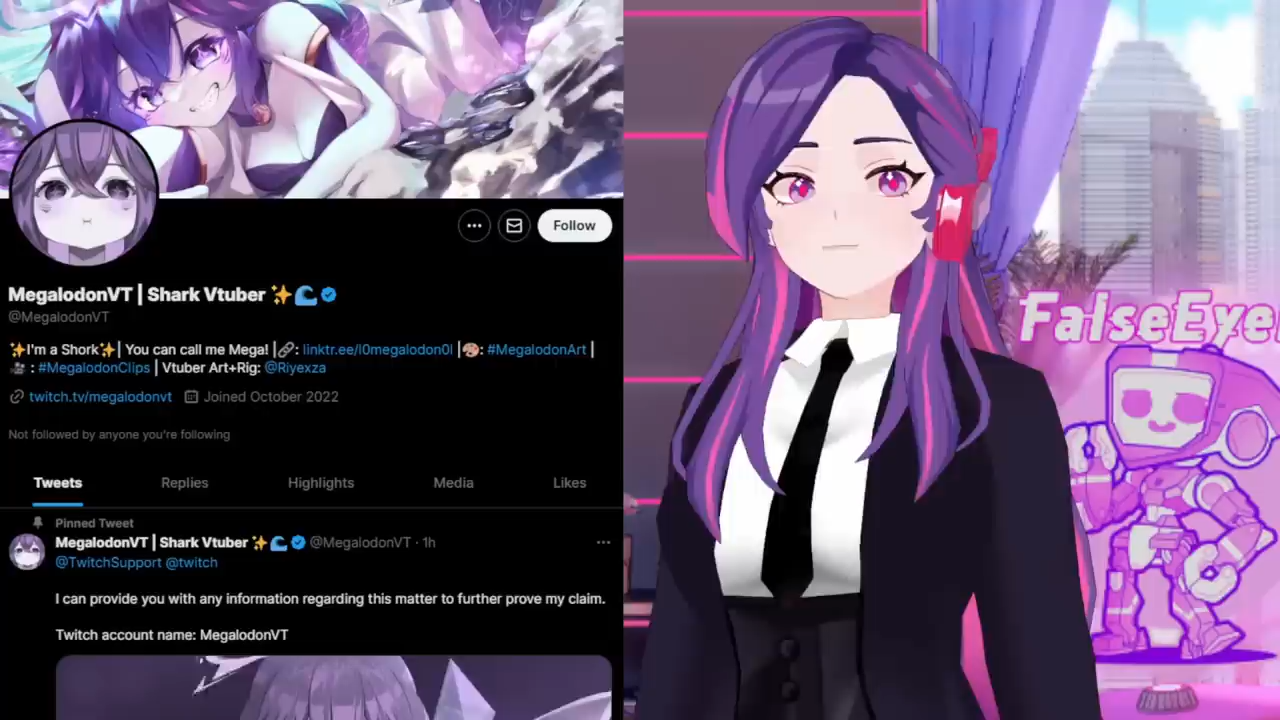 Follow
MegalodonVT | Shark Vtuber ✨🌊
@MegalodonVT
✨I'm a Shork✨| You can call me Mega! |🔗: linktr.ee/l0megalodon0l |🎨: #MegalodonArt |
🎥 : #MegalodonClips | Vtuber Art+Rig: @Riyexza
twitch.tv/megalodonvt Joined October 2022
Not followed by anyone you're following
Tweets Replies Highlights Media Likes
Pinned Tweet
MegalodonVT | Shark Vtuber ✨🌊 @MegalodonVT · 1h
@TwitchSupport @twitch
I can provide you with any information regarding this matter to further prove my claim.
Twitch account name: MegalodonVT
FalseEye